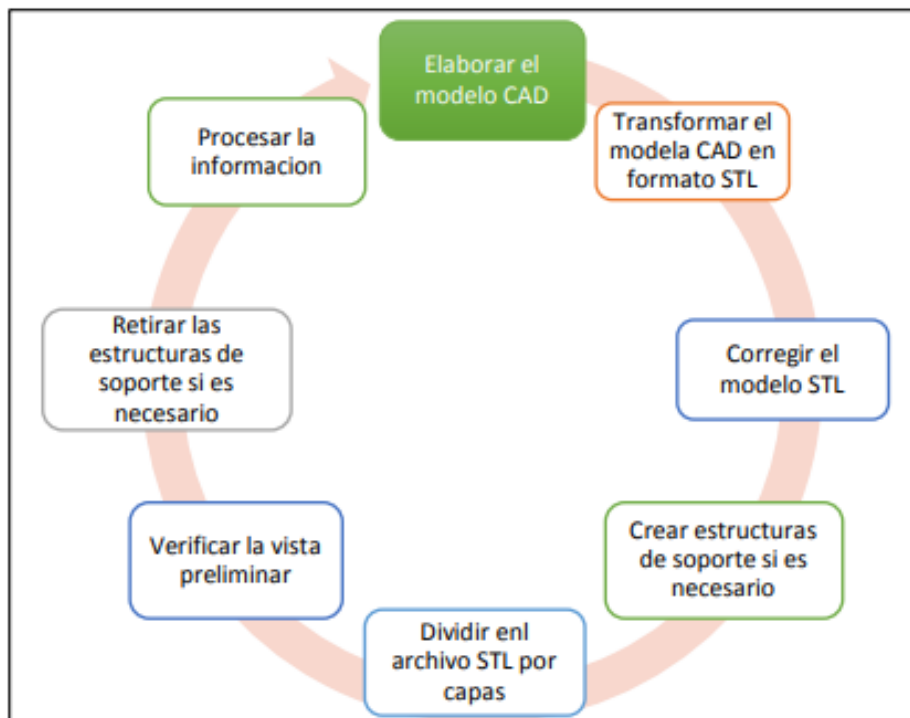 Elaborar el
modelo CAD
Transformar el
modela CAD en
formato STL
Corregir el
modelo STL
Crear estructuras
de soporte si es
necesario
Dividir enl
archivo STL por
capas
Verificar la vista
preliminar
Retirar las
estructuras de
soporte si es
necesario
Procesar la
informacion